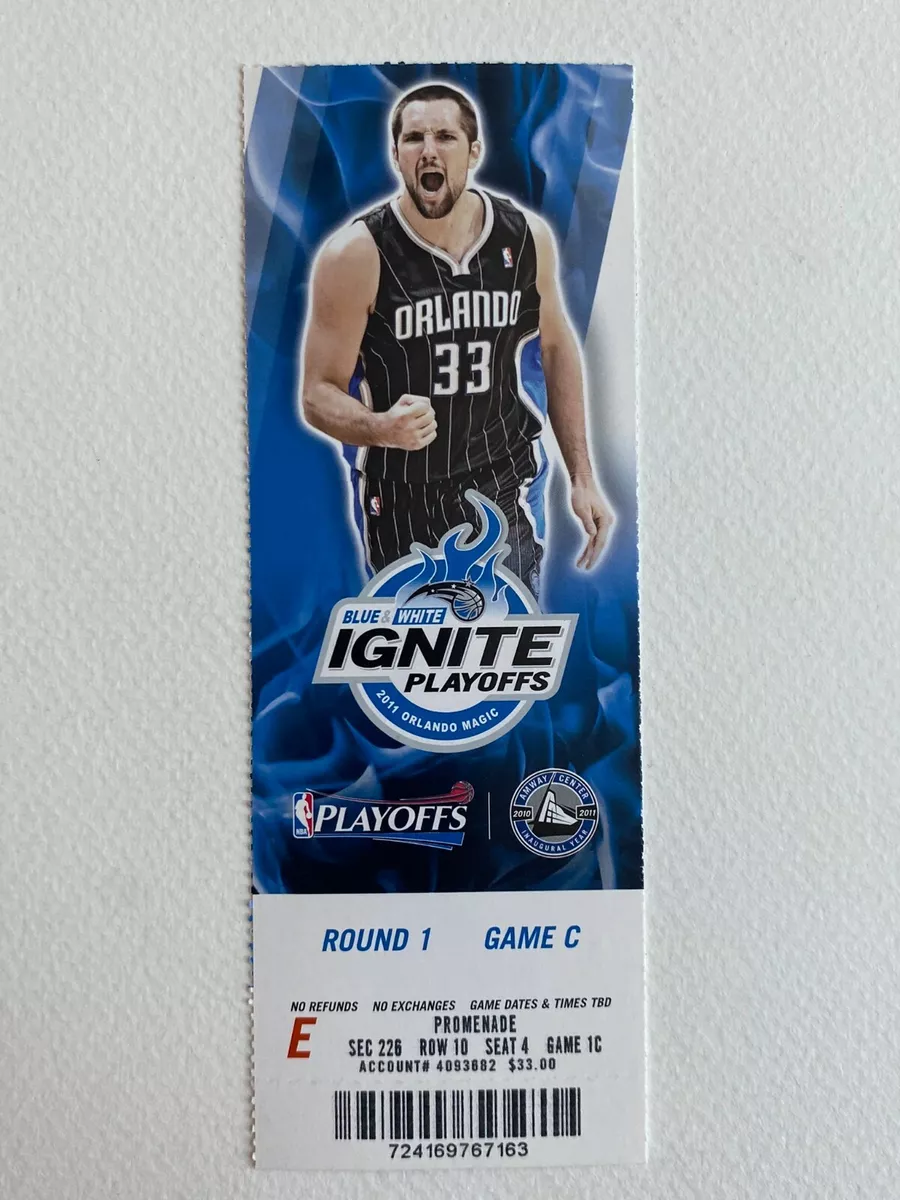 ORLANDO
33
BLUE & WHITE
IGNITE
PLAYOFFS
2011 ORLANDO MAGIC
NBA
PLAYOFFS
AMWAY CENTER
2010 2011
INAUGURAL YEAR
ROUND 1 GAME C
NO REFUNDS NO EXCHANGES GAME DATES & TIMES TBD
E
PROMENADE
SEC 226 ROW 10 SEAT 4 GAME 1C
ACCOUNT# 4093682 $33.00
724169767163